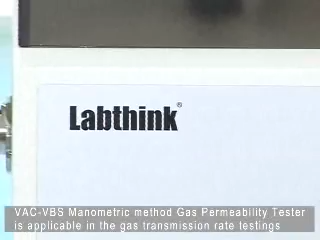 Labthink®
VAC-VBS Manometric method Gas Permeability Tester
is applicable in the gas transmission rate testings